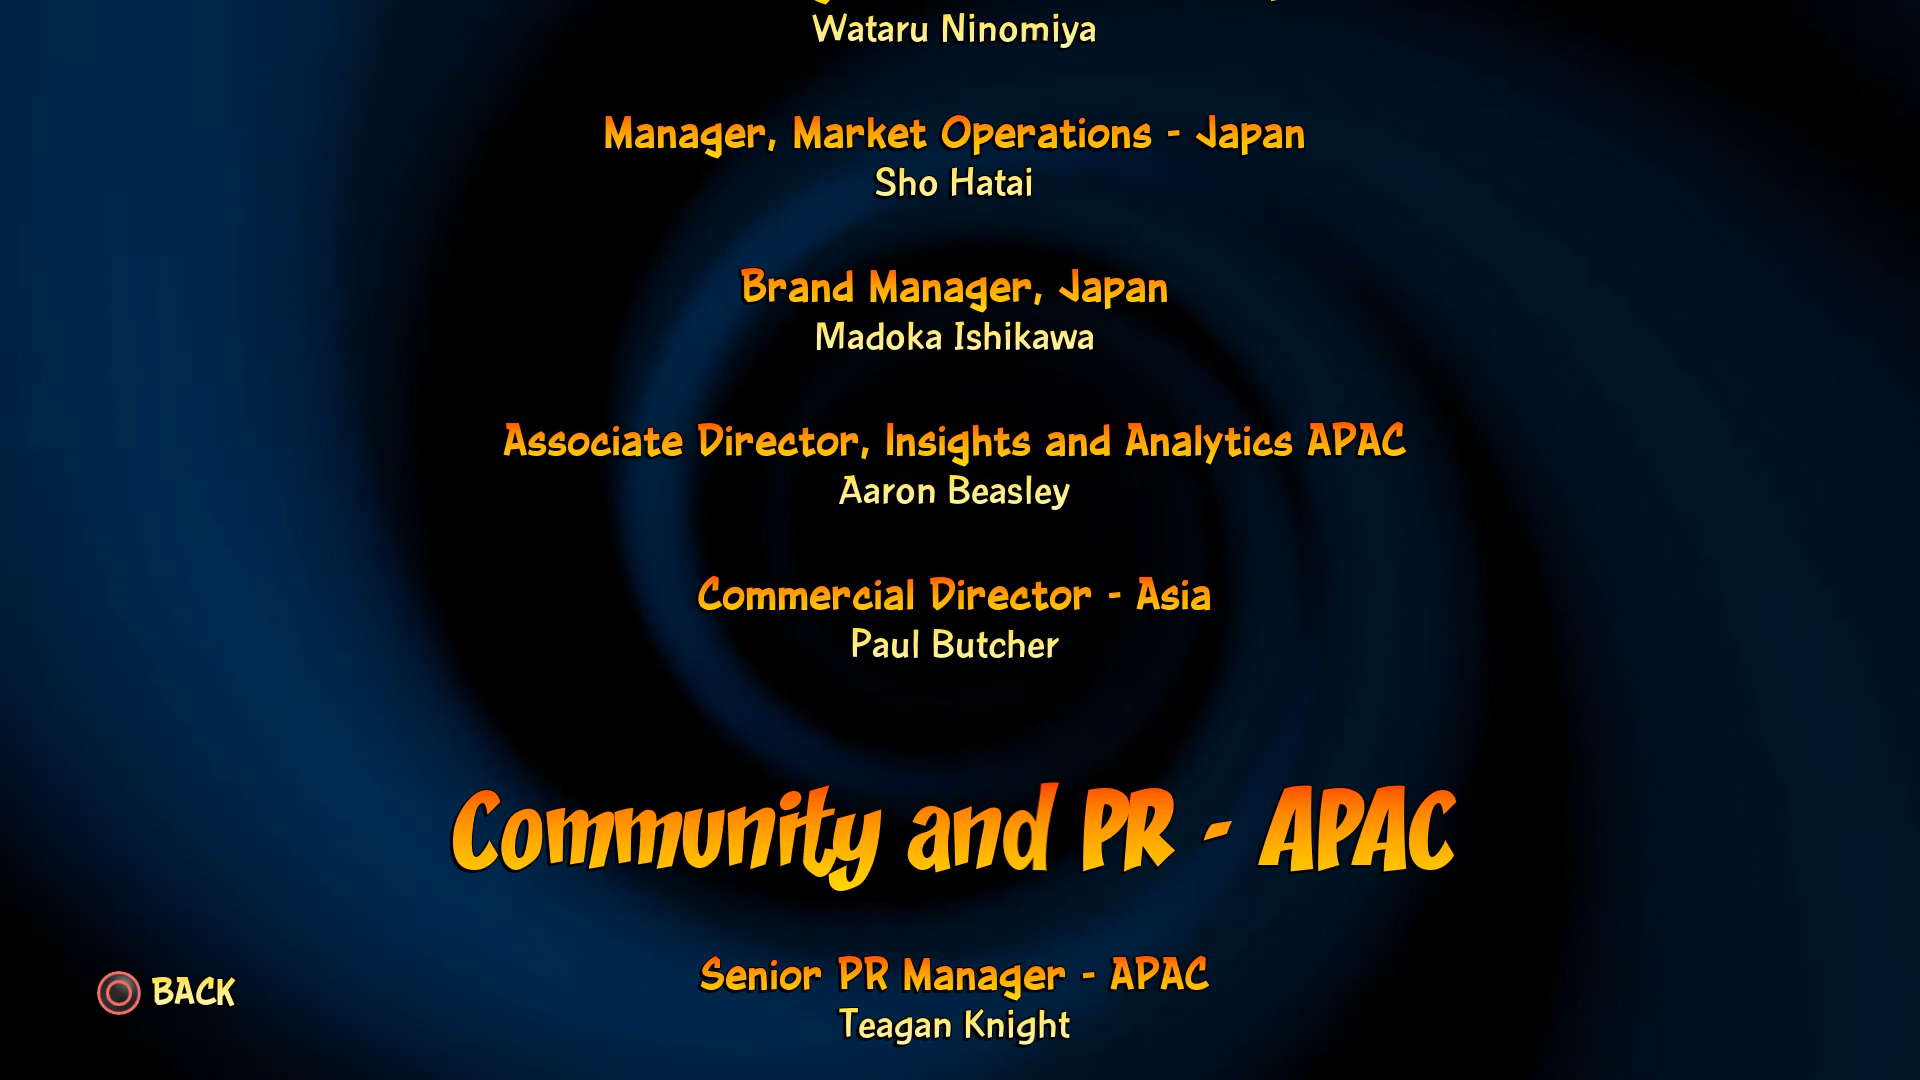 Wataru Ninomiya
Manager, Market Operations - Japan
Sho Hatai
Brand Manager, Japan
Madoka Ishikawa
Associate Director, Insights and Analytics APAC
Aaron Beasley
Commercial Director - Asia
Paul Butcher
Community and PR - APAC
Senior PR Manager - APAC
Teagan Knight
BACK